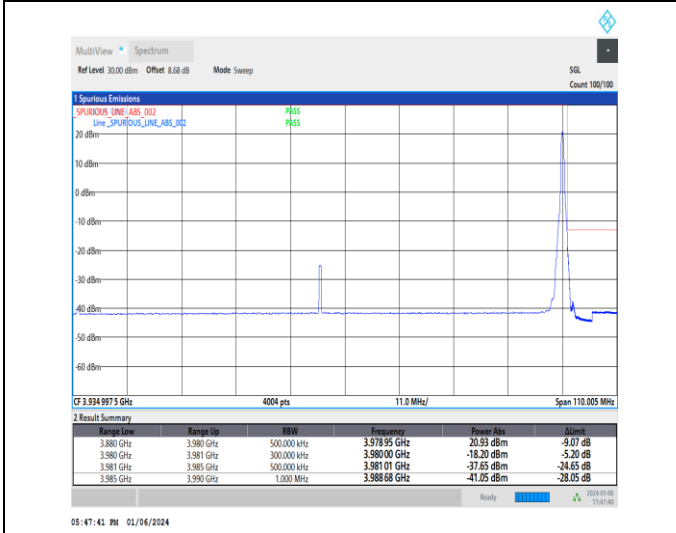 MultiView Spectrum
Ref Level 30.00 dBm Offset 8.68 dB Mode Sweep SGL
Count 100/100
1 Spurious Emissions
SPURIOUS_LINE_ABS_002 PASS
Line _SPURIOUS_LINE_ABS_002 PASS
20 dBm
10 dBm
0 dBm
-10 dBm
-20 dBm
-30 dBm
-40 dBm
-50 dBm
-60 dBm
CF 3.934 997 5 GHz 4004 pts 11.0 MHz/ Span 110.005 MHz
2 Result Summary
Range Low Range Up RBW Frequency Power Abs ΔLimit
3.880 GHz 3.980 GHz 500.000 kHz 3.97895 GHz 20.93 dBm -9.07 dB
3.980 GHz 3.981 GHz 300.000 kHz 3.98000 GHz -18.20 dBm -5.20 dB
3.981 GHz 3.985 GHz 500.000 kHz 3.98101 GHz -37.65 dBm -24.65 dB
3.985 GHz 3.990 GHz 1.000 MHz 3.98868 GHz -41.05 dBm -28.05 dB
Ready 2024-01-06
17:47:40
05:47:41 PM 01/06/2024